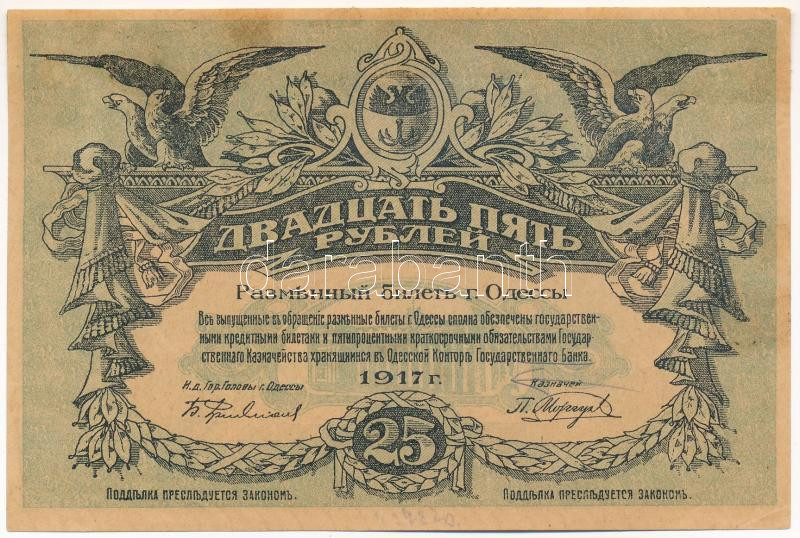 ДВАДЦАТЬ ПЯТЬ
РУБЛЕЙ
darabanth
Размѣнный билетъ г. Одессы
Всѣ выпущенные въ обращеніе размѣнные билеты г. Одессы вполна обезпечены государствен-
ными кредитными билетами и пятипроцентными краткосрочными обязательствами Государ-
ственнаго Казначейства хранящимися въ Одесской Конторѣ Государственнаго Банка.
1917 г.
И.д. Гор. Головы г. Одессы
Казначей
25
ПОДДѢЛКА ПРЕСЛѢДУЕТСЯ ЗАКОНОМЪ.
ПОДДѢЛКА ПРЕСЛѢДУЕТСЯ ЗАКОНОМЪ.